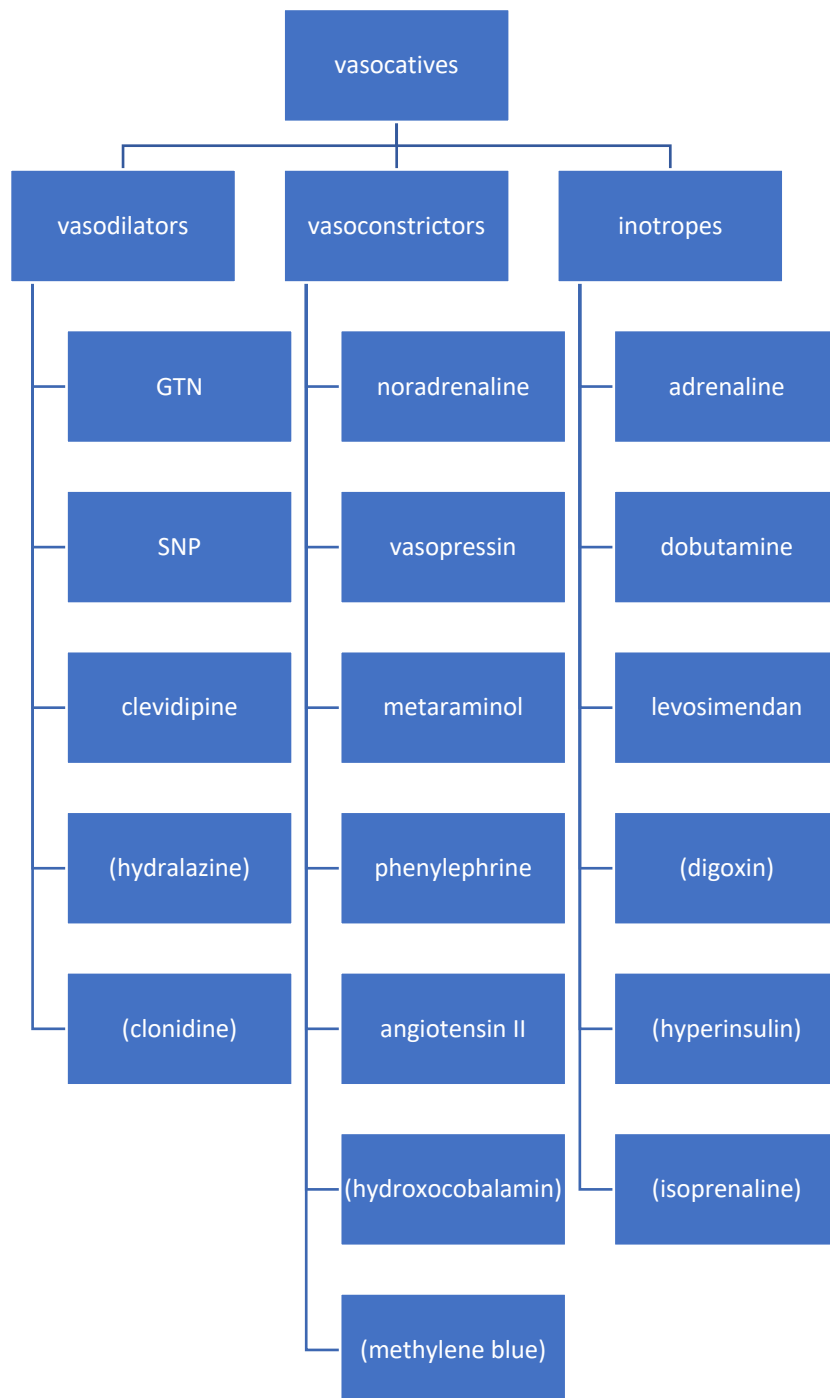 vasocatives
vasodilators
vasoconstrictors
inotropes
GTN
noradrenaline
adrenaline
SNP
vasopressin
dobutamine
clevidipine
metaraminol
levosimendan
(hydralazine)
phenylephrine
(digoxin)
(clonidine)
angiotensin II
(hyperinsulin)
(hydroxocobalamin)
(isoprenaline)
(methylene blue)